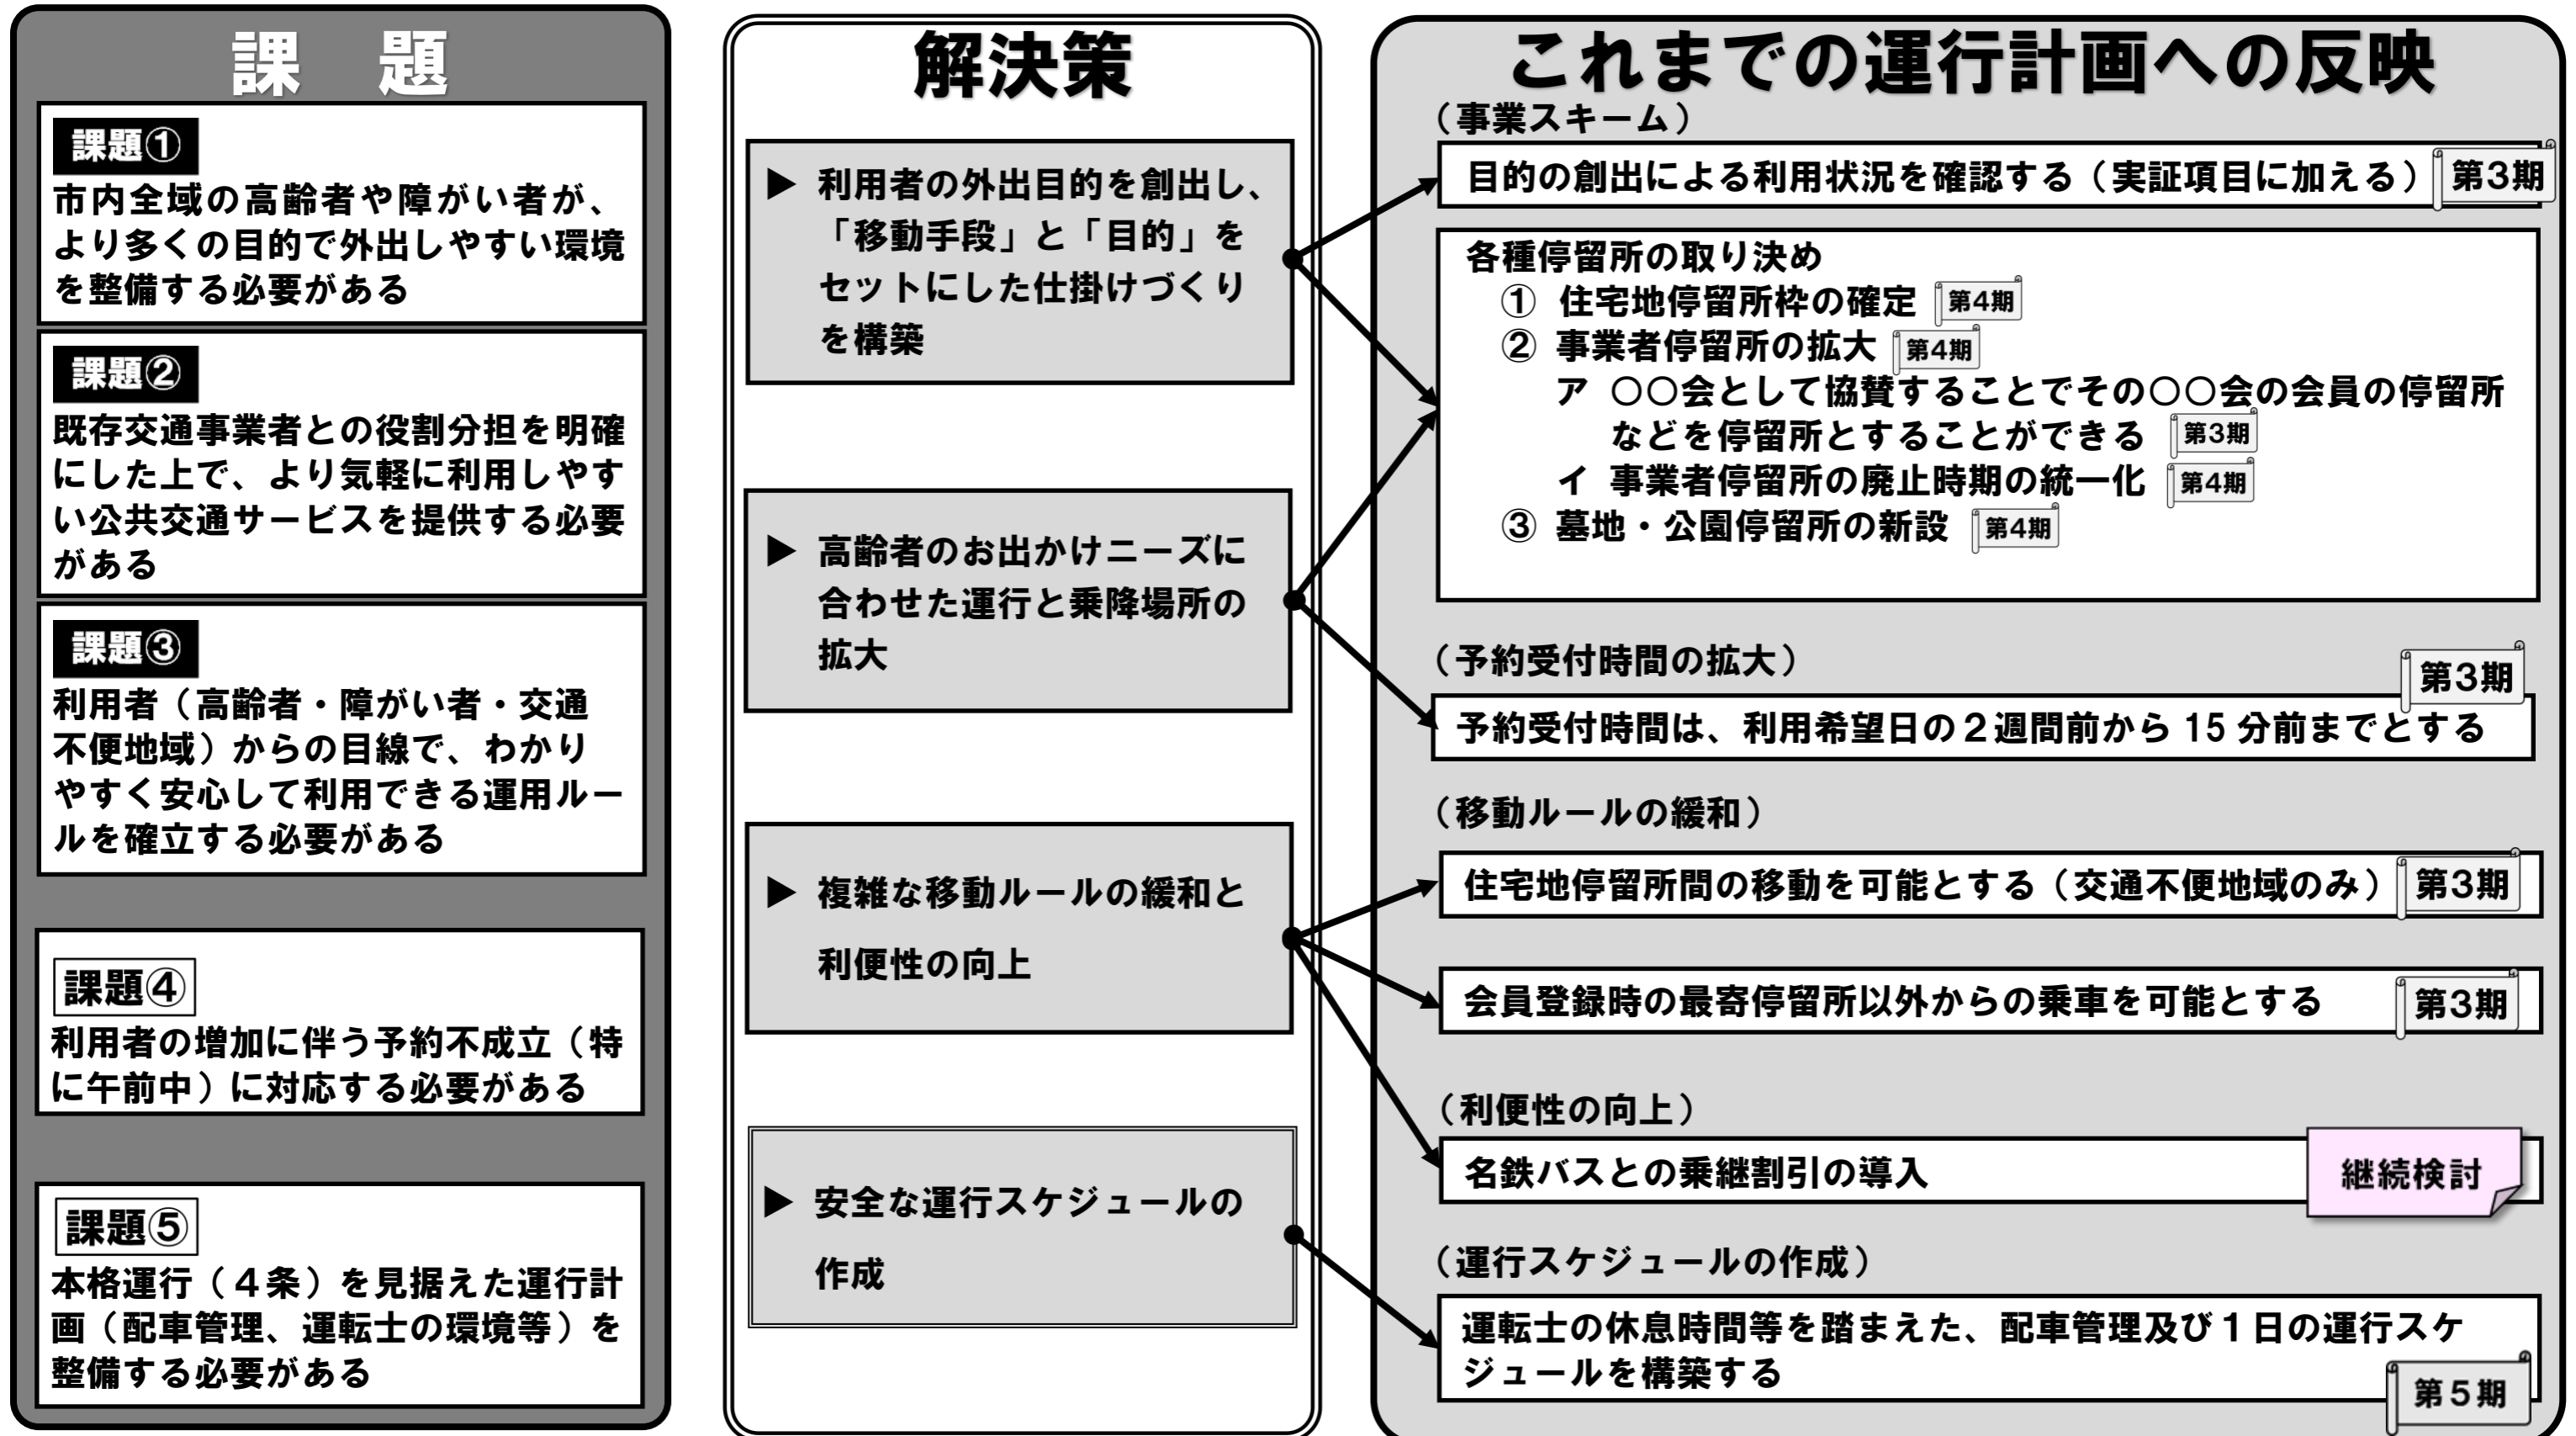 課　題
課題①
市内全域の高齢者や障がい者が、
より多くの目的で外出しやすい環境
を整備する必要がある
課題②
既存交通事業者との役割分担を明確
にした上で、より気軽に利用しやす
い公共交通サービスを提供する必要
がある
課題③
利用者（高齢者・障がい者・交通
不便地域）からの目線で、わかり
やすく安心して利用できる運用ルー
ルを確立する必要がある
課題④
利用者の増加に伴う予約不成立（特
に午前中）に対応する必要がある
課題⑤
本格運行（４条）を見据えた運行計
画（配車管理、運転士の環境等）を
整備する必要がある
解決策
▶ 利用者の外出目的を創出し、
「移動手段」と「目的」を
セットにした仕掛けづくり
を構築
▶ 高齢者のお出かけニーズに
合わせた運行と乗降場所の
拡大
▶ 複雑な移動ルールの緩和と
利便性の向上
▶ 安全な運行スケジュールの
作成
これまでの運行計画への反映
（事業スキーム）
目的の創出による利用状況を確認する（実証項目に加える） 第3期
各種停留所の取り決め
① 住宅地停留所枠の確定 第4期
② 事業者停留所の拡大 第4期
ア 〇〇会として協賛することでその〇〇会の会員の停留所
などを停留所とすることができる 第3期
イ 事業者停留所の廃止時期の統一化 第4期
③ 墓地・公園停留所の新設 第4期
（予約受付時間の拡大）
第3期
予約受付時間は、利用希望日の２週間前から 15 分前までとする
（移動ルールの緩和）
住宅地停留所間の移動を可能とする（交通不便地域のみ） 第3期
会員登録時の最寄停留所以外からの乗車を可能とする 第3期
（利便性の向上）
名鉄バスとの乗継割引の導入 継続検討
（運行スケジュールの作成）
運転士の休息時間等を踏まえた、配車管理及び１日の運行スケ
ジュールを構築する
第５期